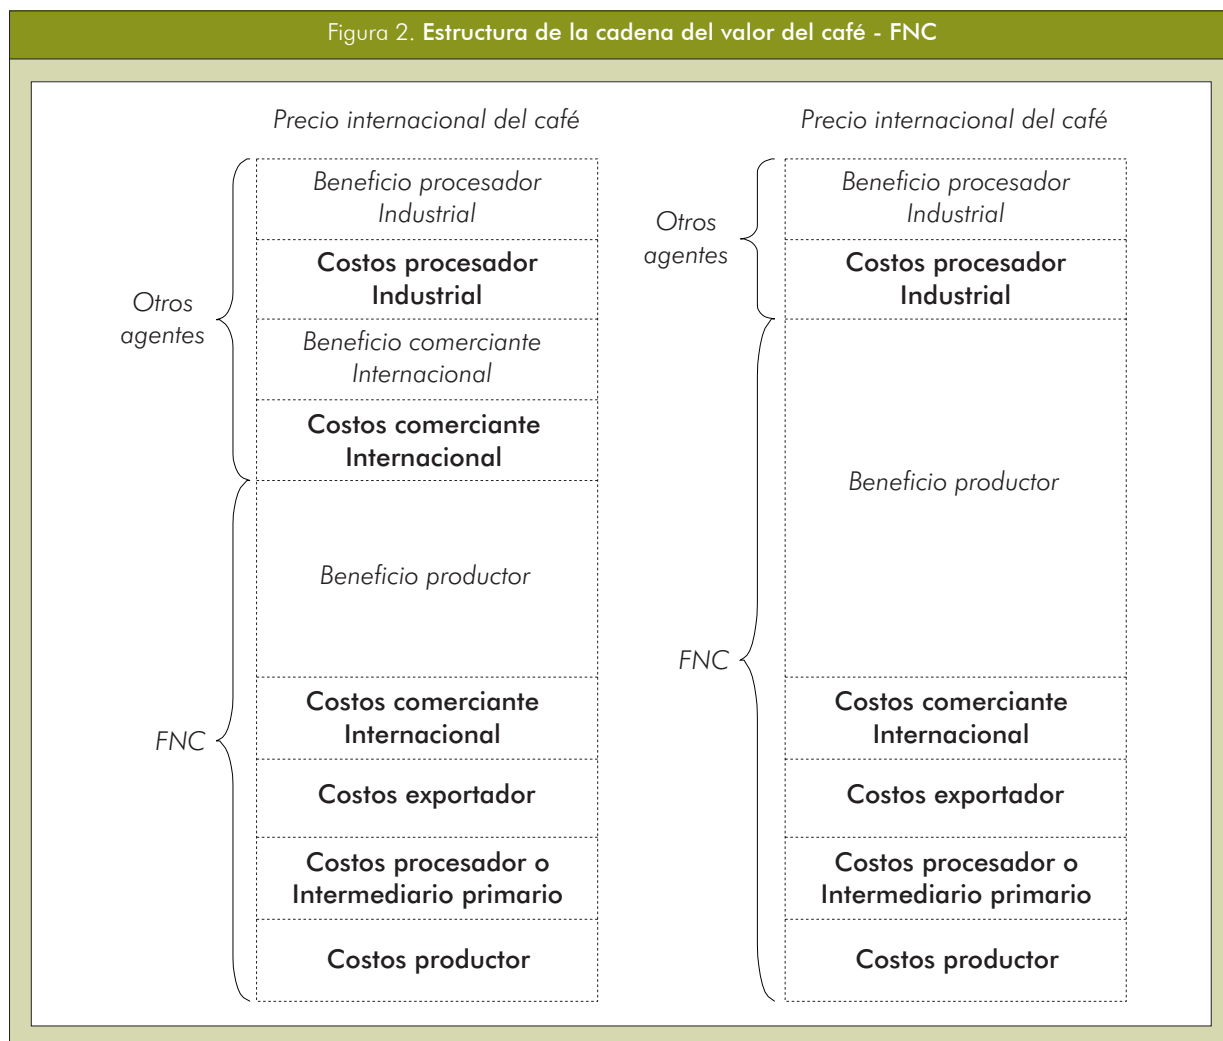 Figura 2. Estructura de la cadena del valor del café - FNC
Precio internacional del café
Otros
agentes
FNC
Beneficio procesador
Industrial
Costos procesador
Industrial
Beneficio comerciante
Internacional
Costos comerciante
Internacional
Beneficio productor
Costos comerciante
Internacional
Costos exportador
Costos procesador o
Intermediario primario
Costos productor
Precio internacional del café
Otros
agentes
FNC
Beneficio procesador
Industrial
Costos procesador
Industrial
Beneficio productor
Costos comerciante
Internacional
Costos exportador
Costos procesador o
Intermediario primario
Costos productor